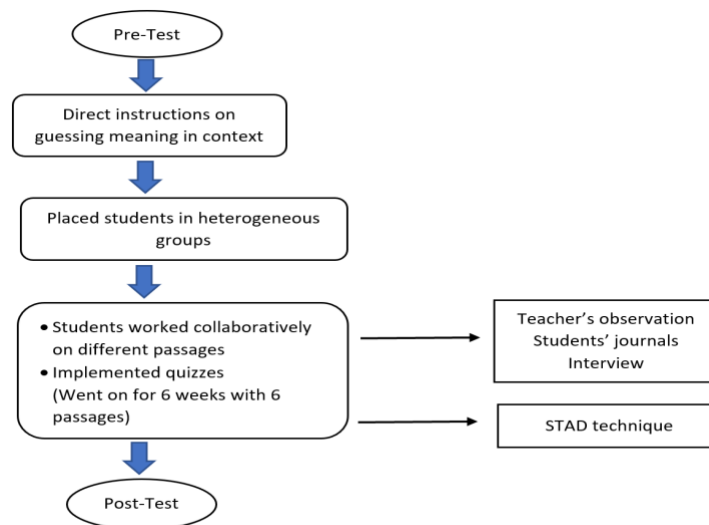 Pre-Test
Direct instructions on
guessing meaning in context
Placed students in heterogeneous
groups
• Students worked collaboratively
on different passages
• Implemented quizzes
(Went on for 6 weeks with 6
passages)
Teacher’s observation
Students’ journals
Interview
STAD technique
Post-Test